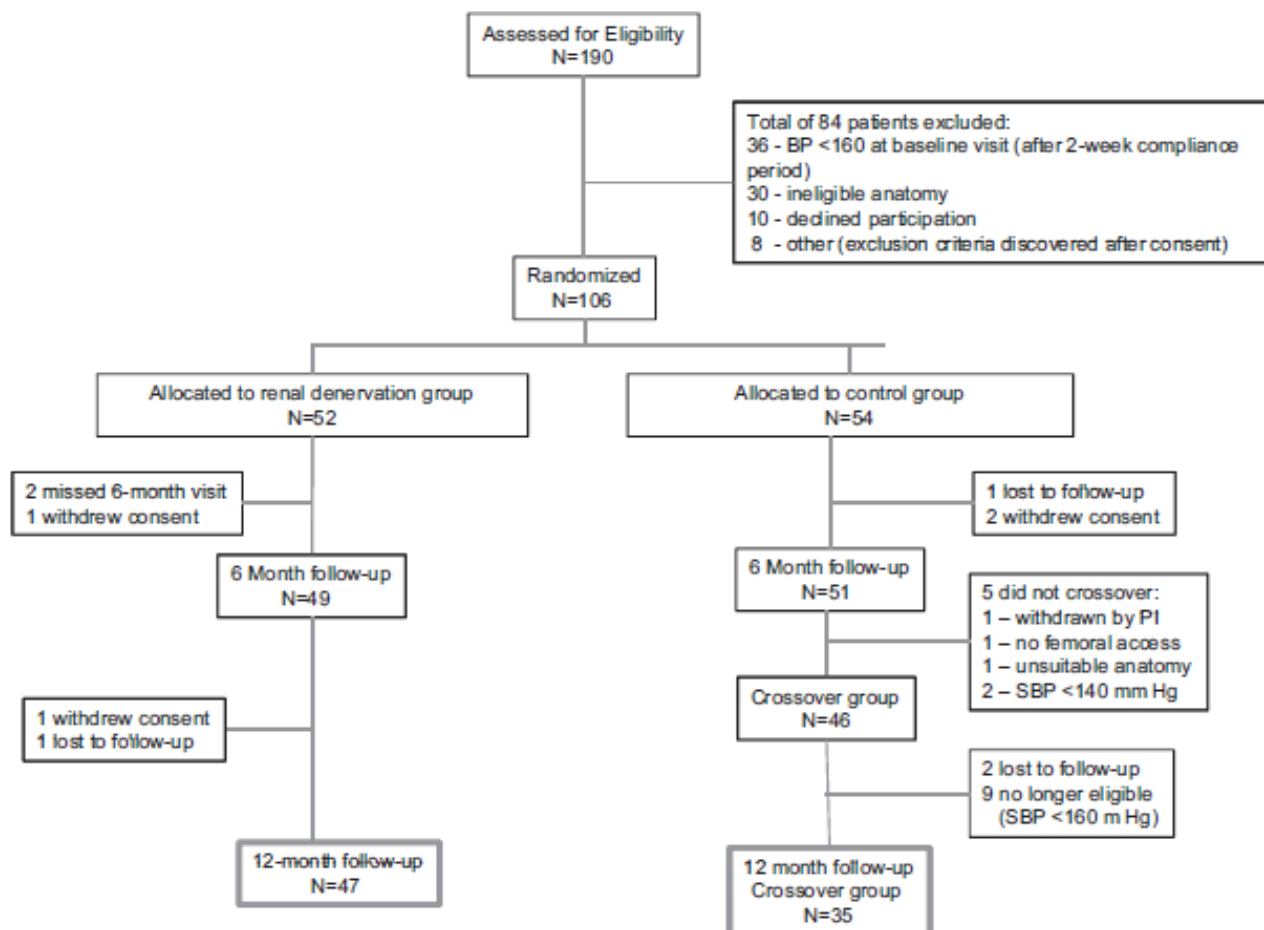 Assessed for Eligibility
N=190
Total of 84 patients excluded:
36 - BP <160 at baseline visit (after 2-week compliance
period)
30 - ineligible anatomy
10 - declined participation
8 - other (exclusion criteria discovered after consent)
Randomized
N=106
Allocated to renal denervation group
N=52
Allocated to control group
N=54
2 missed 6-month visit
1 withdrew consent
1 lost to follow-up
2 withdrew consent
6 Month follow-up
N=49
6 Month follow-up
N=51
5 did not crossover:
1 – withdrawn by PI
1 – no femoral access
1 – unsuitable anatomy
2 – SBP <140 mm Hg
Crossover group
N=46
1 withdrew consent
1 lost to follow-up
2 lost to follow-up
9 no longer eligible
(SBP <160 m Hg)
12-month follow-up
N=47
12 month follow-up
Crossover group
N=35